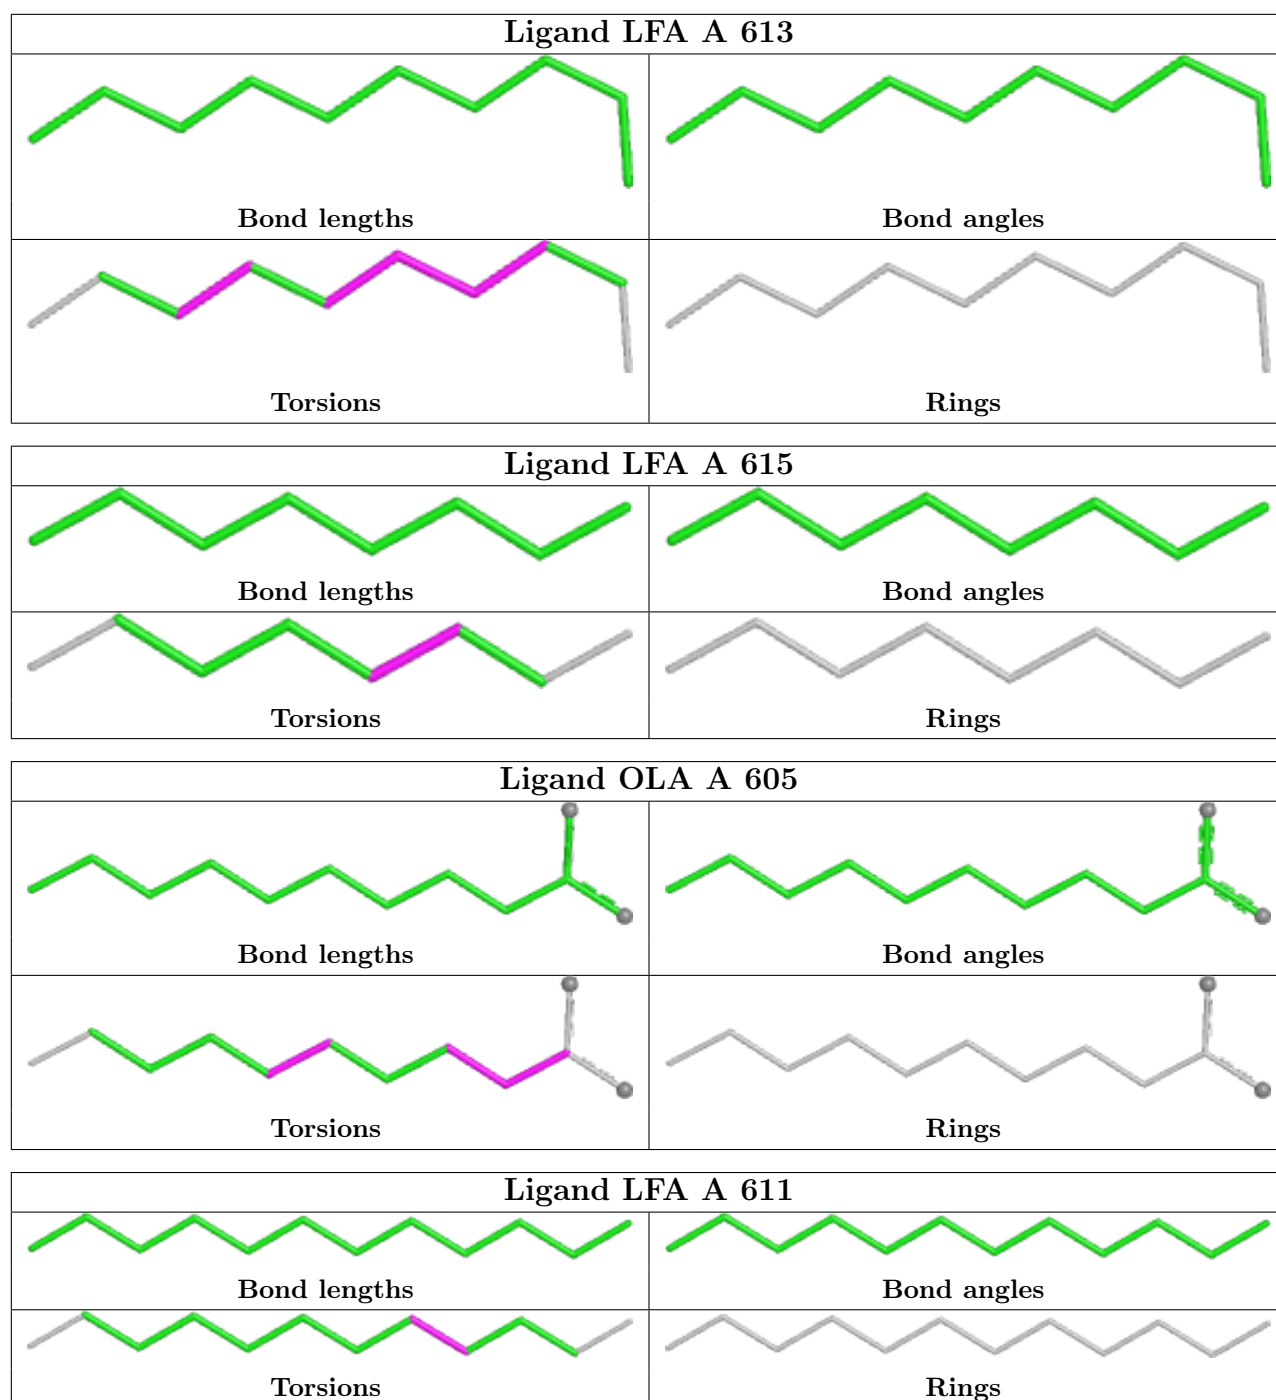 Ligand LFA A 613
Bond lengths
Bond angles
Torsions
Rings
Ligand LFA A 615
Bond lengths
Bond angles
Torsions
Rings
Ligand OLA A 605
Bond lengths
Bond angles
Torsions
Rings
Ligand LFA A 611
Bond lengths
Bond angles
Torsions
Rings